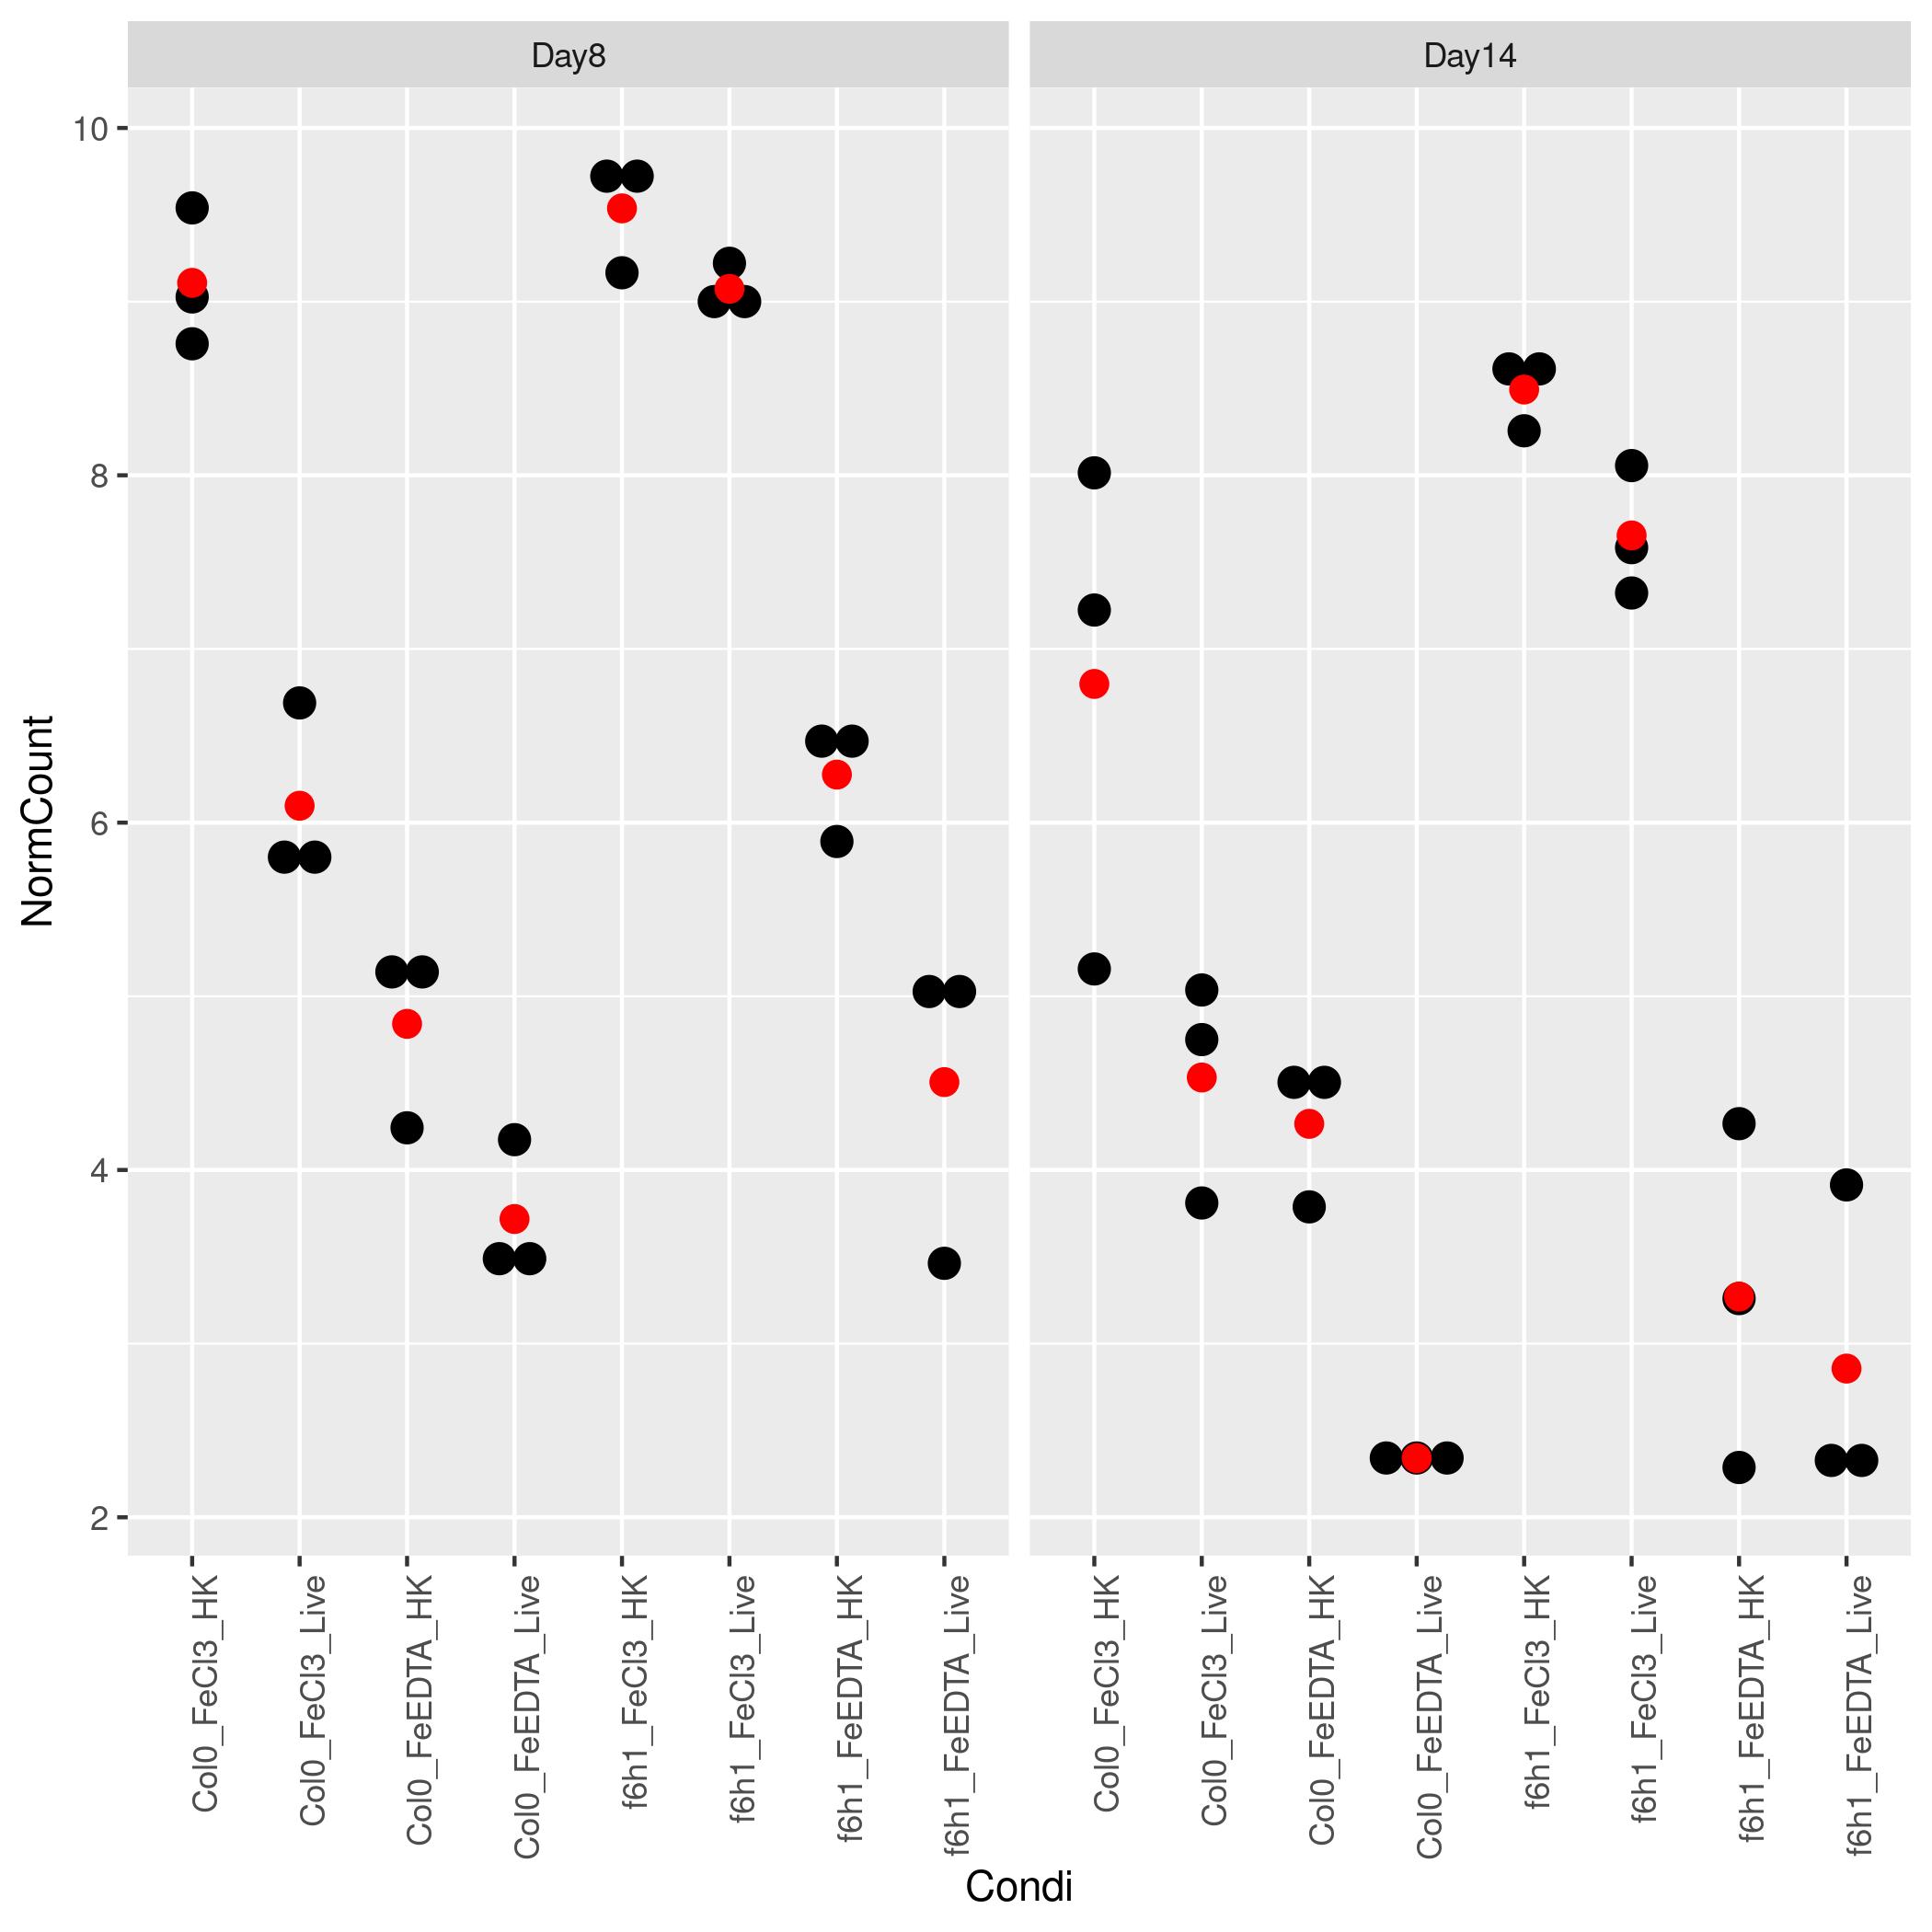 Day8
Day14
10
8
6
4
2
NormCount
Col0_FeCl3_HK
Col0_FeCl3_Live
Col0_FeEDTA_HK
Col0_FeEDTA_Live
f6h1_FeCl3_HK
f6h1_FeCl3_Live
f6h1_FeEDTA_HK
f6h1_FeEDTA_Live
Col0_FeCl3_HK
Col0_FeCl3_Live
Col0_FeEDTA_HK
Col0_FeEDTA_Live
f6h1_FeCl3_HK
f6h1_FeCl3_Live
f6h1_FeEDTA_HK
f6h1_FeEDTA_Live
Condi